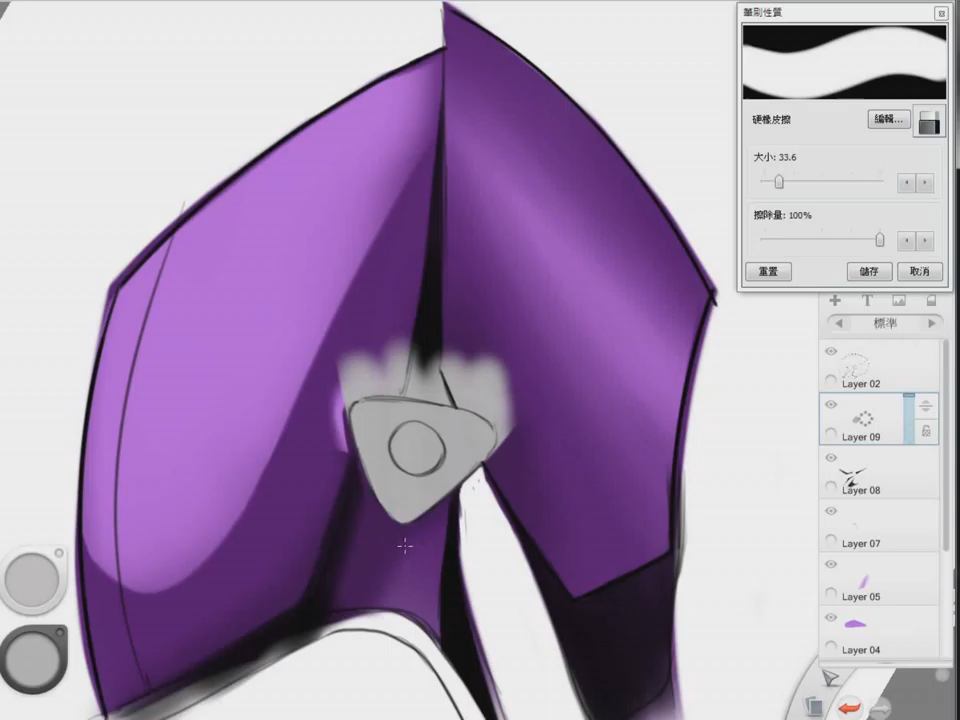 筆刷性質
硬橡皮擦
編輯...
大小: 33.6
擦除量: 100%
重置
儲存
取消
T
標準
Layer 02
Layer 09
Layer 08
Layer 07
Layer 05
Layer 04